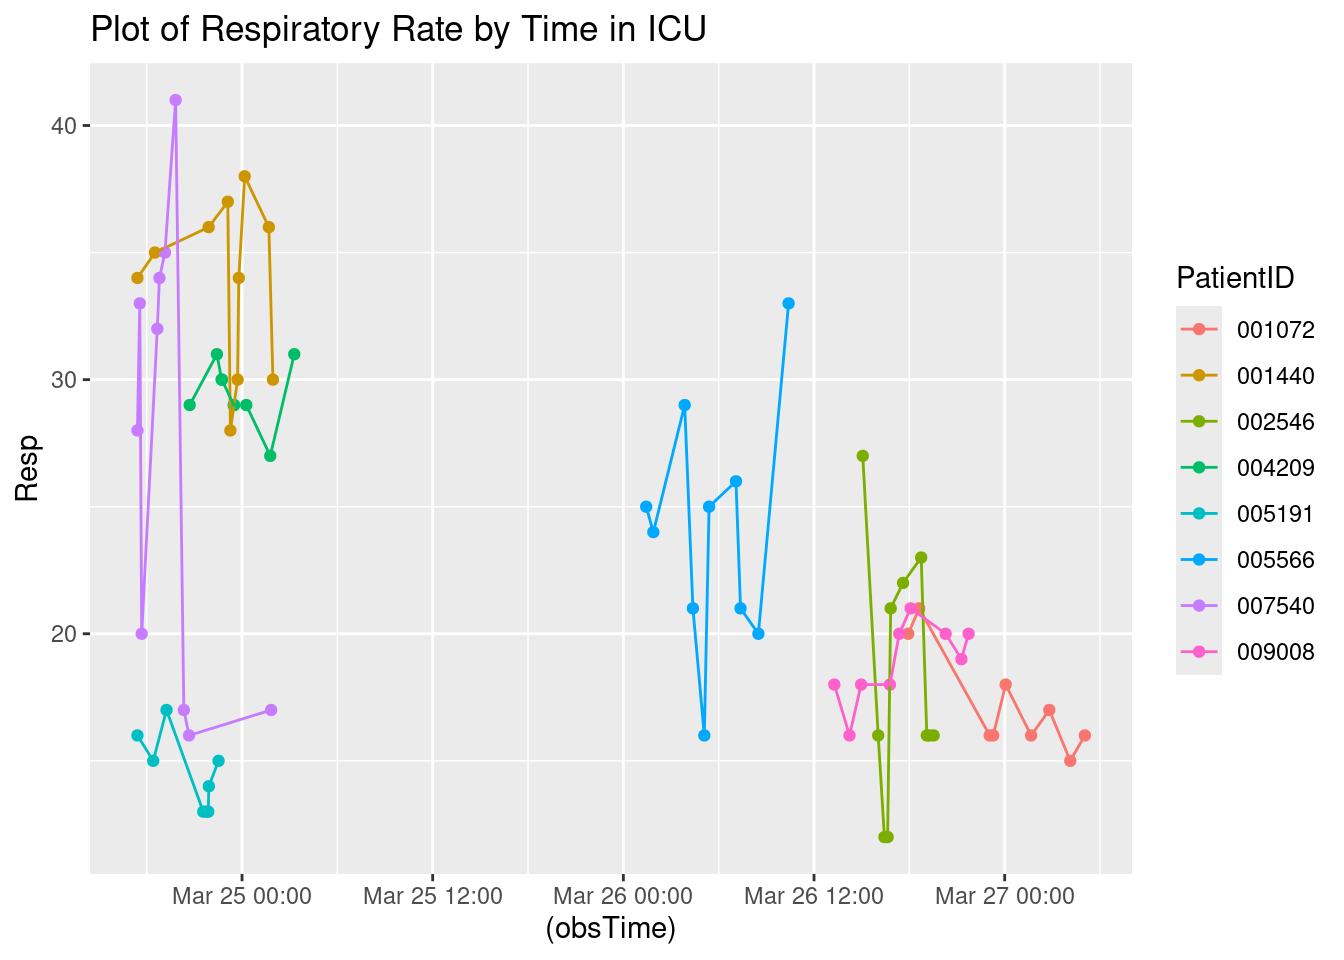 Plot of Respiratory Rate by Time in ICU
40
30
20
Resp
Mar 25 00:00
Mar 25 12:00
Mar 26 00:00
Mar 26 12:00
Mar 27 00:00
(obsTime)
PatientID
001072
001440
002546
004209
005191
005566
007540
009008